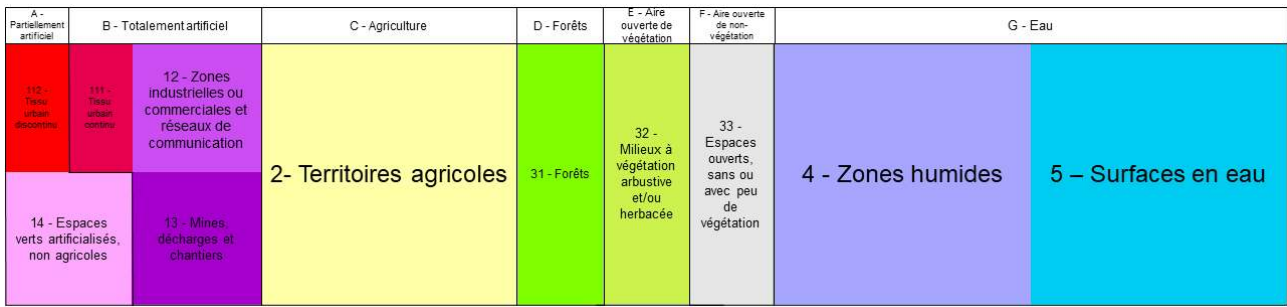 A -
Partiellement
artificiel
B - Totalement artificiel
C - Agriculture
D - Forêts
E - Aire
ouverte de
végétation
F - Aire ouverte
de non-
végétation
G - Eau
112 -
Tissu
urbain
discontinu
111 -
Tissu
urbain
continu
12 - Zones
industrielles ou
commerciales et
réseaux de
communication
14 - Espaces
verts artificialisés,
non agricoles
13 - Mines,
décharges et
chantiers
2- Territoires agricoles
31 - Forêts
32 -
Milieux à
végétation
arbustive
et/ou
herbacée
33 -
Espaces
ouverts,
sans ou
avec peu
de
végétation
4 - Zones humides
5 – Surfaces en eau